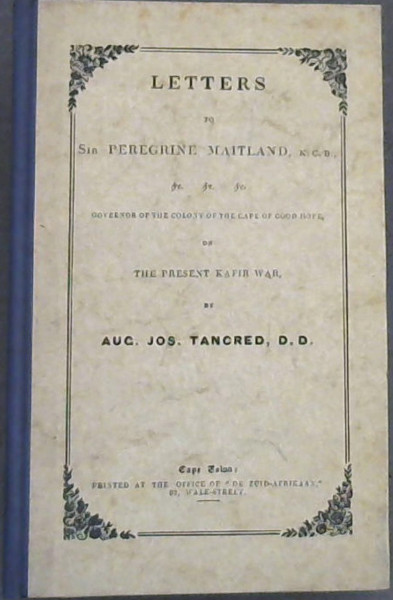 LETTERS
TO
SIR PEREGRINE MAITLAND, K.C.B.,
&c. &c. &c.
GOVERNOR OF THE COLONY OF THE CAPE OF GOOD HOPE,
ON
THE PRESENT KAFIR WAR,
BY
AUG. JOS. TANCRED, D.D.
Cape Town:
PRINTED AT THE OFFICE OF "DE ZUID-AFRIKAAN,"
WALE-STREET.